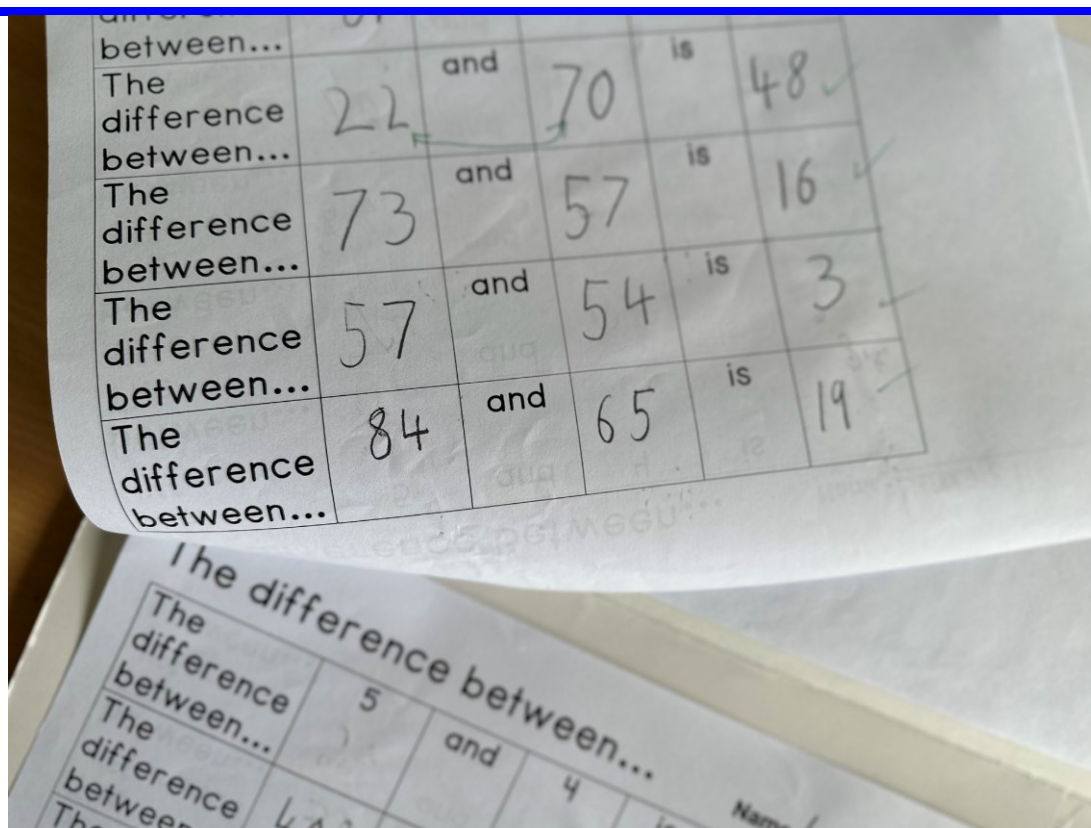 between...
The and is
difference 22 70 48
between...
The and is
difference 73 57 16
between...
The and is
difference 57 54 3
between...
The and is
difference 84 65 19
between...
The difference between...
The
difference 5 and 4
between...
The
difference
between
The